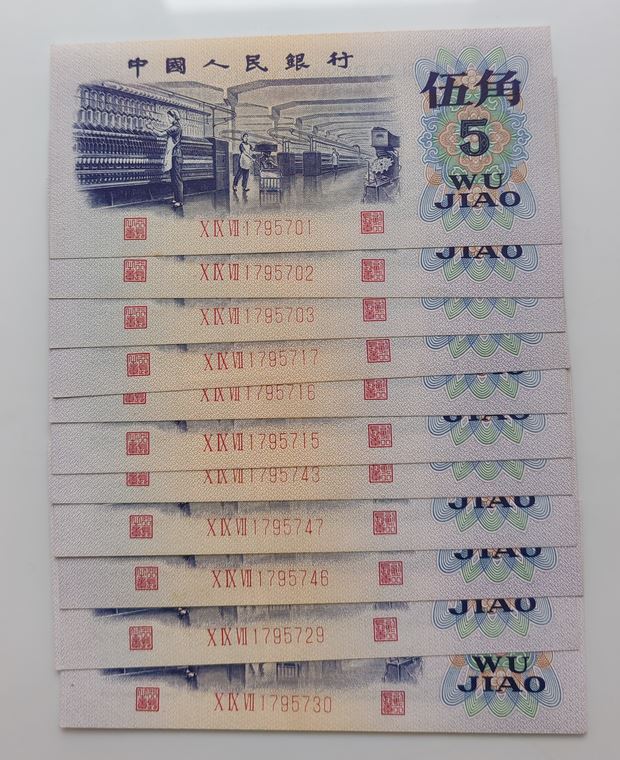 中國人民銀行
伍角
5
WU
JIAO
X IX VII 1795701
JIAO
X IX VII 1795702
X IX VII 1795703
X IX VII 1795717
X IX VII 1795716
X IX VII 1795715
JIAO
X IX VII 1795743
JIAO
X IX VII 1795747
JIAO
X IX VII 1795746
JIAO
X IX VII 1795729
WU
JIAO
X IX VII 1795730